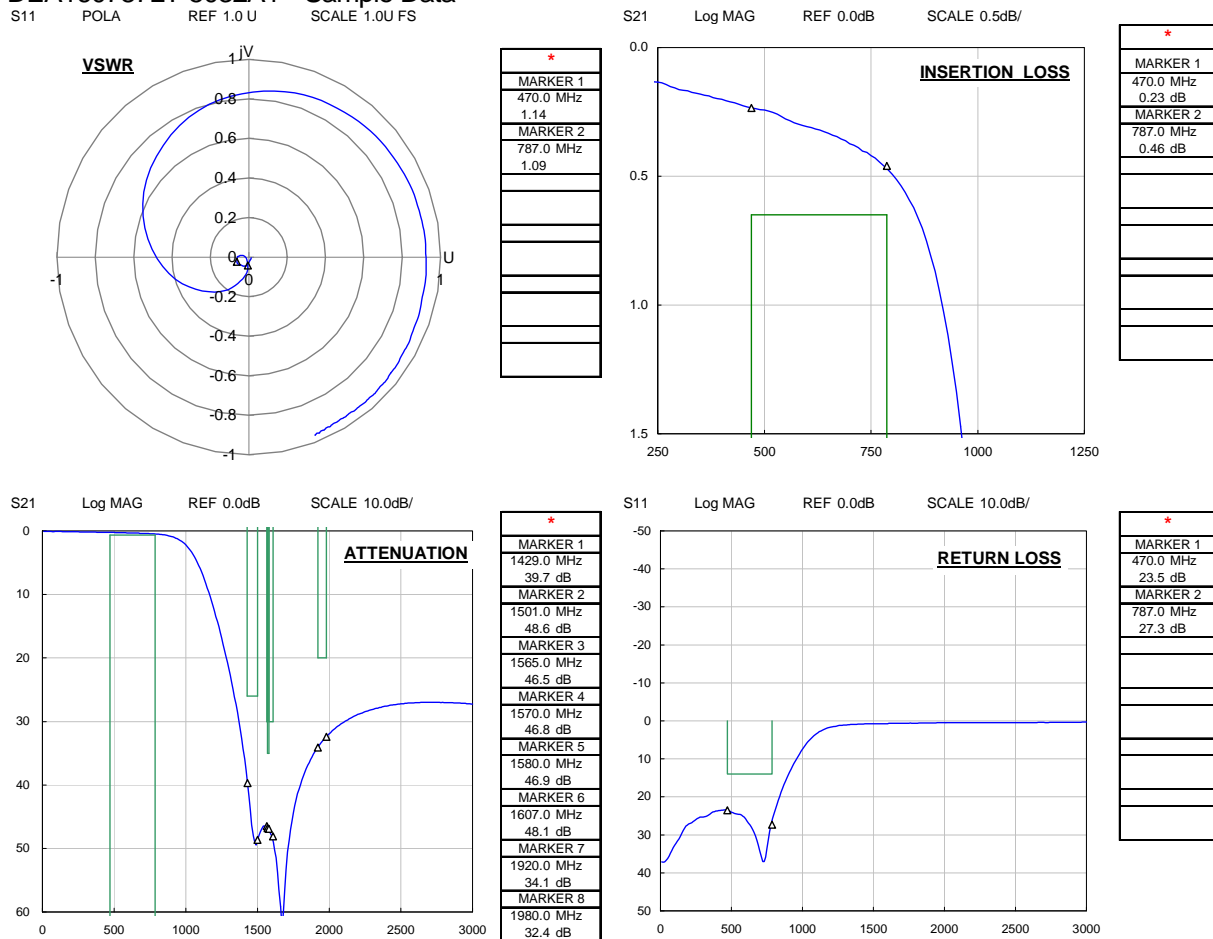 S11 POLA REF 1.0 U SCALE 1.0U FS
VSWR
jV
1
0.8
0.6
0.4
0.2
0
-0.2
-0.4
-0.6
-0.8
-1
-1
0
1
U
*
MARKER 1
470.0 MHz
1.14
MARKER 2
787.0 MHz
1.09
S21 Log MAG REF 0.0dB SCALE 0.5dB/
INSERTION LOSS
0.0
0.5
1.0
1.5
250 500 750 1000 1250
*
MARKER 1
470.0 MHz
0.23 dB
MARKER 2
787.0 MHz
0.46 dB
S21 Log MAG REF 0.0dB SCALE 10.0dB/
ATTENUATION
0
10
20
30
40
50
60
0 500 1000 1500 2000 2500 3000
*
MARKER 1
1429.0 MHz
39.7 dB
MARKER 2
1501.0 MHz
48.6 dB
MARKER 3
1565.0 MHz
46.5 dB
MARKER 4
1570.0 MHz
46.8 dB
MARKER 5
1580.0 MHz
46.9 dB
MARKER 6
1607.0 MHz
48.1 dB
MARKER 7
1920.0 MHz
34.1 dB
MARKER 8
1980.0 MHz
32.4 dB
S11 Log MAG REF 0.0dB SCALE 10.0dB/
RETURN LOSS
-50
-40
-30
-20
-10
0
10
20
30
40
50
0 500 1000 1500 2000 2500 3000
*
MARKER 1
470.0 MHz
23.5 dB
MARKER 2
787.0 MHz
27.3 dB